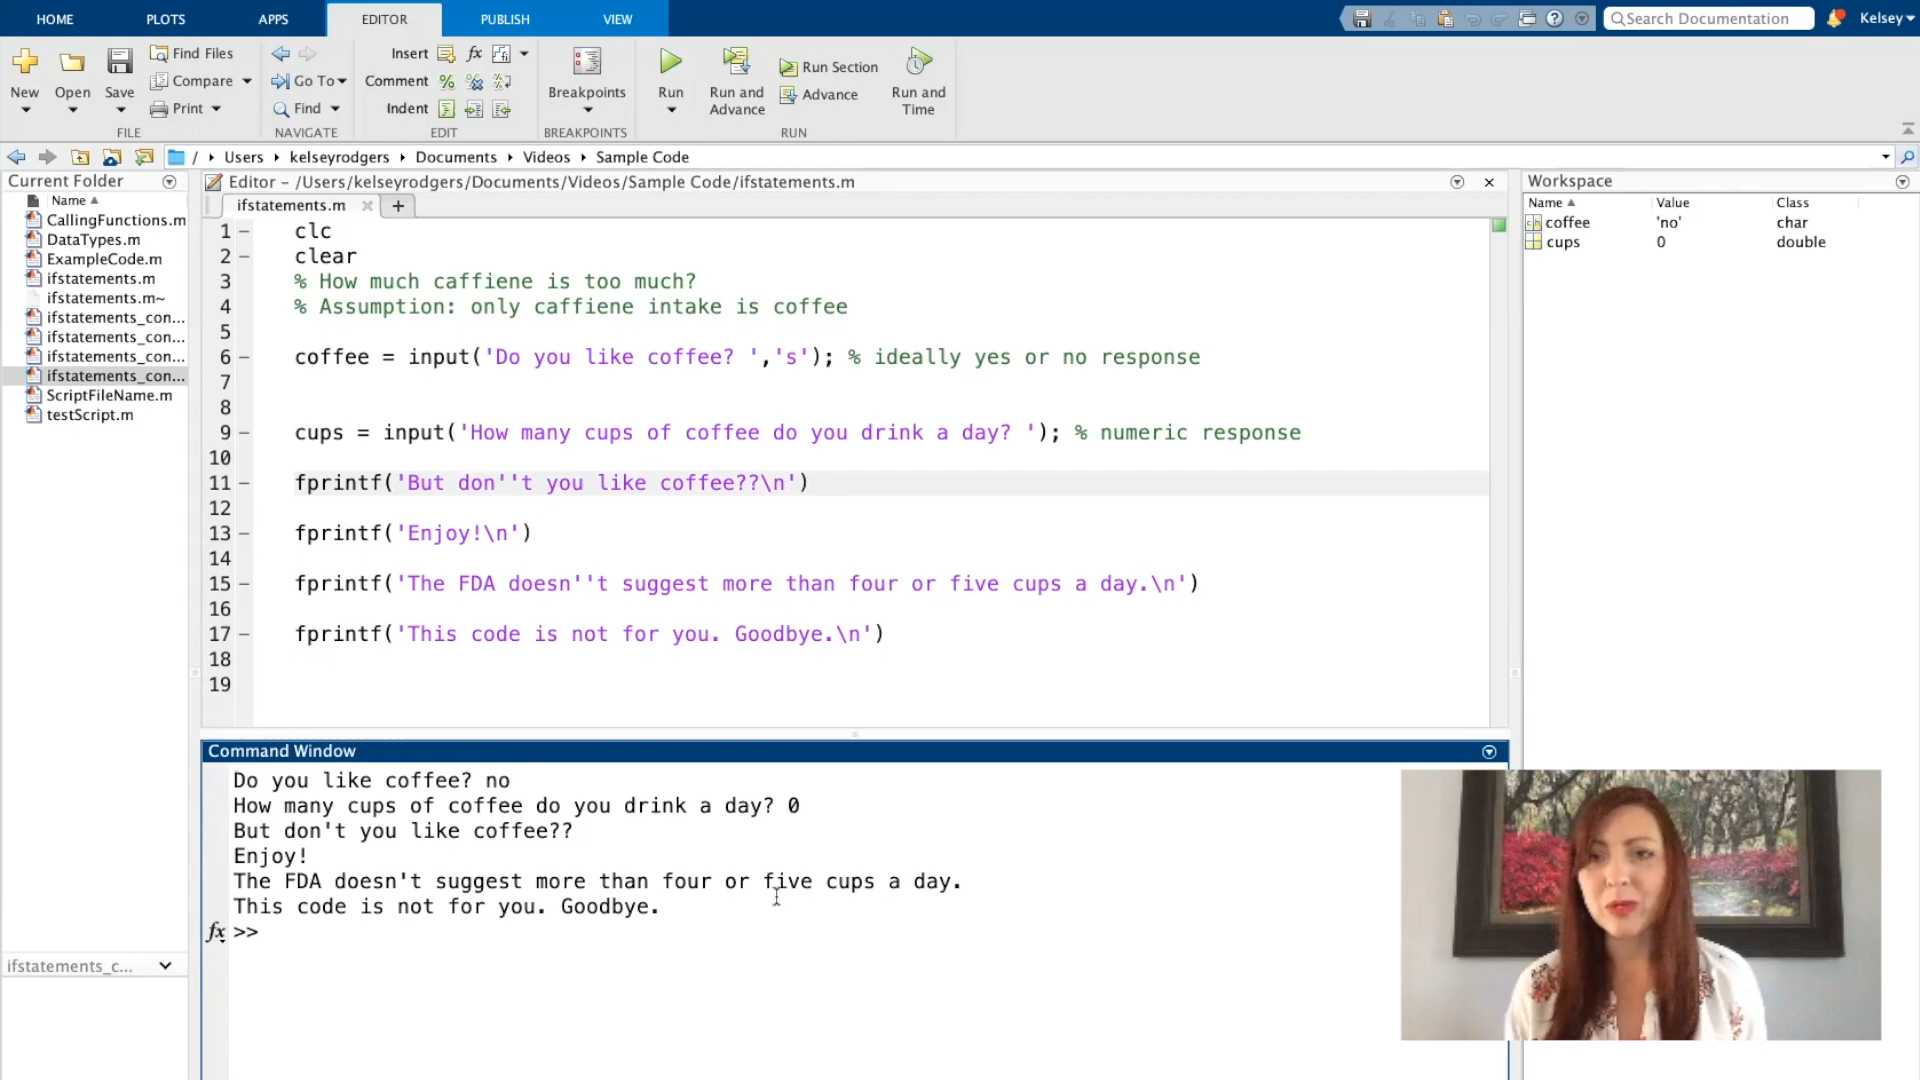 HOME PLOTS APPS EDITOR PUBLISH VIEW Search Documentation Kelsey
New Open Save Find Files Compare Print
FILE
Go To Find
NAVIGATE
Insert fx
Comment % %
Indent
EDIT
Breakpoints
BREAKPOINTS
Run Run and Advance Run Section Advance Run and Time
RUN
/ Users kelseyrodgers Documents Videos Sample Code
Current Folder
Name
CallingFunctions.m
DataTypes.m
ExampleCode.m
ifstatements.m
ifstatements.m~
ifstatements_con...
ifstatements_con...
ifstatements_con...
ifstatements_con...
ScriptFileName.m
testScript.m
ifstatements_c...
Editor – /Users/kelseyrodgers/Documents/Videos/Sample Code/ifstatements.m
ifstatements.m
1 – clc
2 – clear
3 % How much caffiene is too much?
4 % Assumption: only caffiene intake is coffee
5
6 – coffee = input('Do you like coffee? ','s'); % ideally yes or no response
7
8
9 – cups = input('How many cups of coffee do you drink a day? '); % numeric response
10
11 – fprintf('But don''t you like coffee??\n')
12
13 – fprintf('Enjoy!\n')
14
15 – fprintf('The FDA doesn''t suggest more than four or five cups a day.\n')
16
17 – fprintf('This code is not for you. Goodbye.\n')
18
19
Command Window
Do you like coffee? no
How many cups of coffee do you drink a day? 0
But don't you like coffee??
Enjoy!
The FDA doesn't suggest more than four or five cups a day.
This code is not for you. Goodbye.
fx >>
Workspace
Name Value Class
coffee 'no' char
cups 0 double